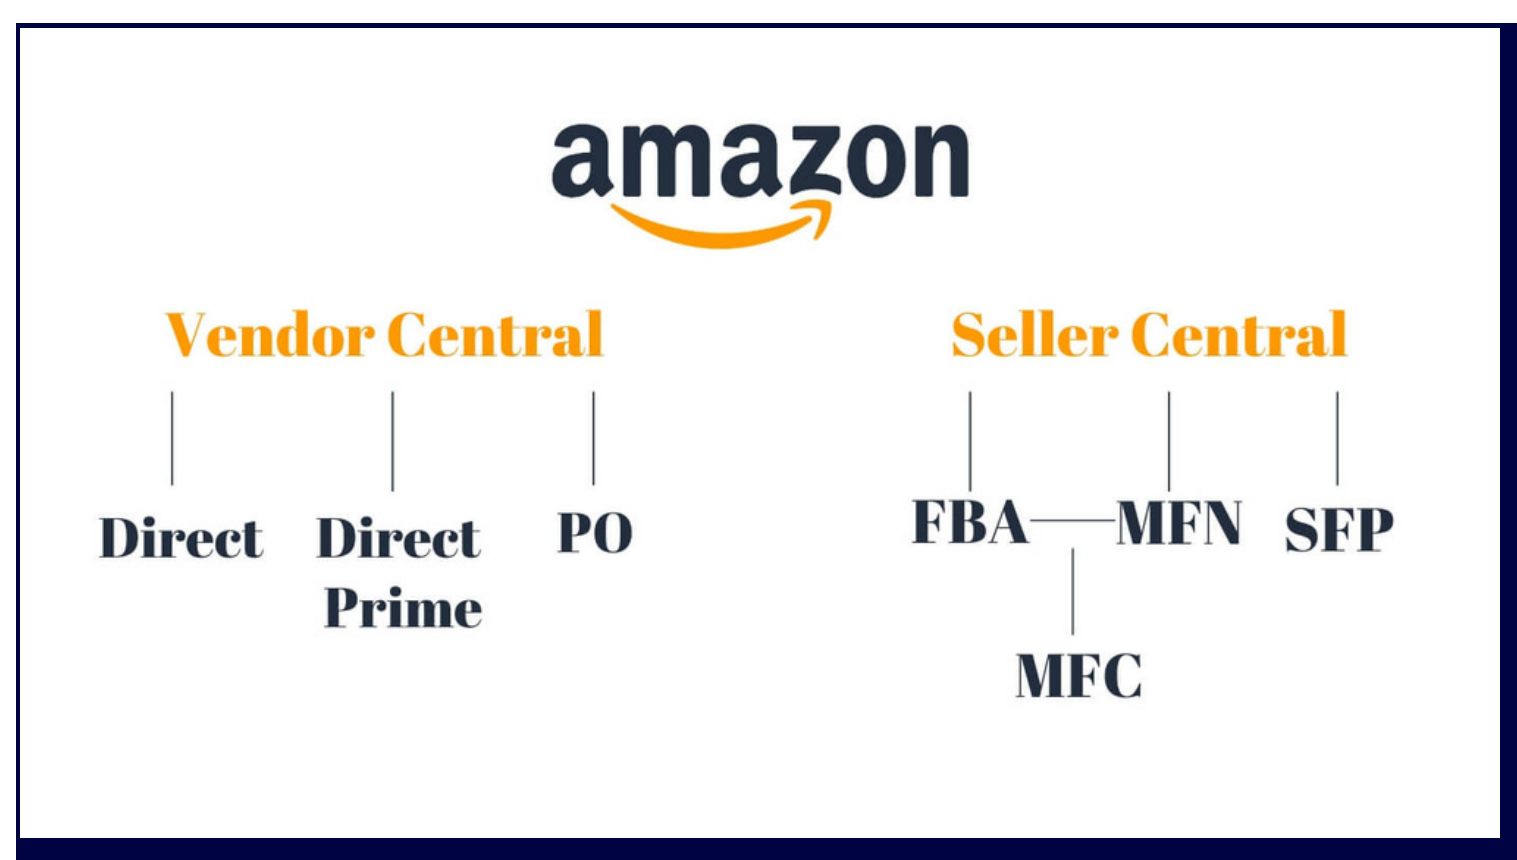 amazon
Vendor Central
Seller Central
Direct
Direct
Prime
PO
FBA
MFN
SFP
MFC